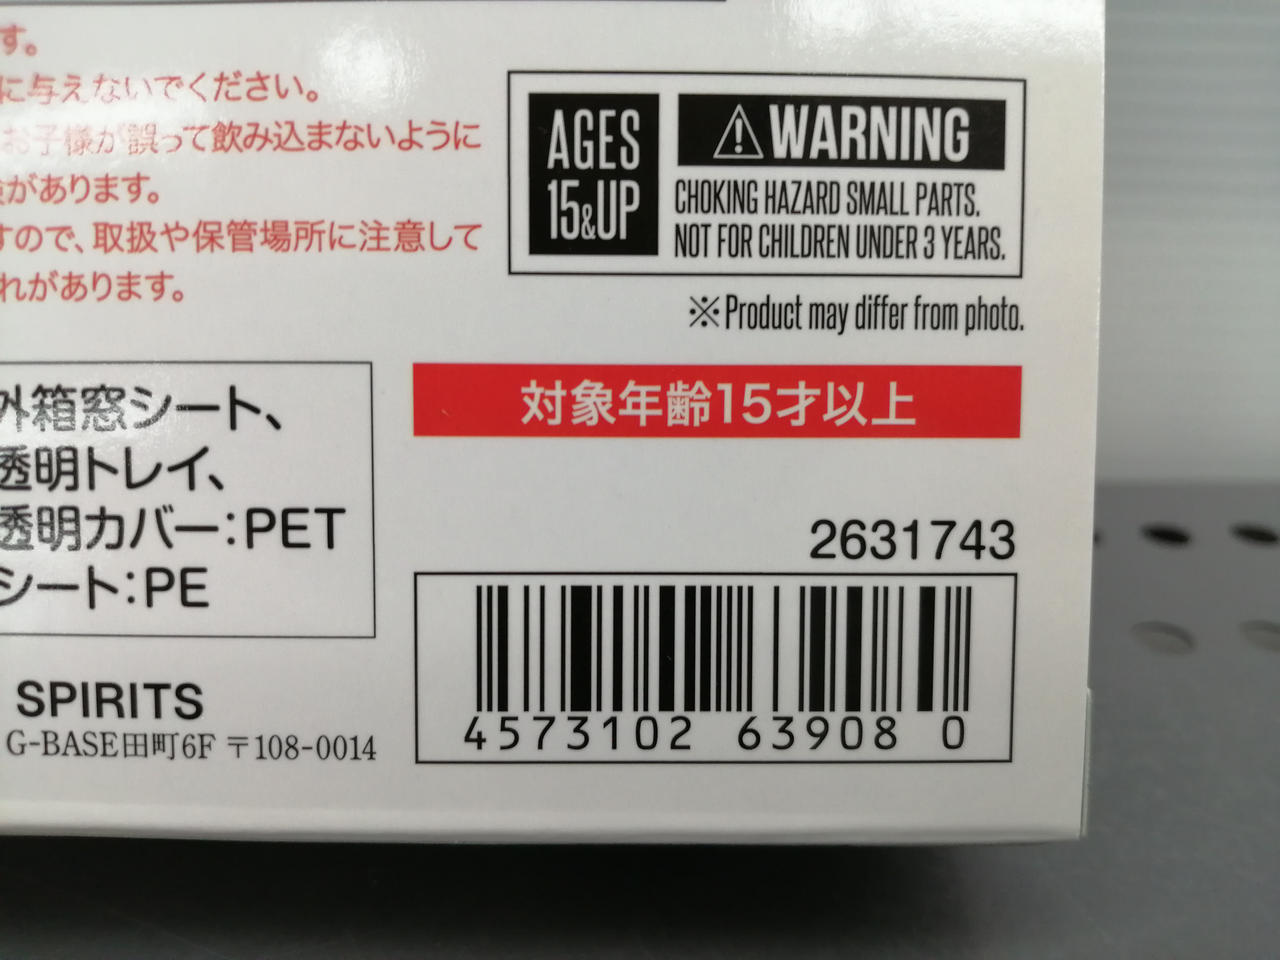 す。
に与えないでください。
お子様が誤って飲み込まないように
険があります。
すので、取扱や保管場所に注意して
れがあります。
AGES
15&UP
⚠WARNING
CHOKING HAZARD SMALL PARTS.
NOT FOR CHILDREN UNDER 3 YEARS.
※Product may differ from photo.
対象年齢15才以上
外箱窓シート、
透明トレイ、
透明カバー:PET
シート:PE
2631743
4573102 63908 0
SPIRITS
G-BASE田町6F 〒108-0014